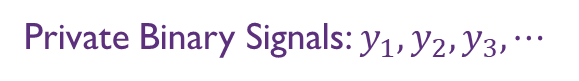 Private Binary Signals: y₁, y₂, y₃, ⋯